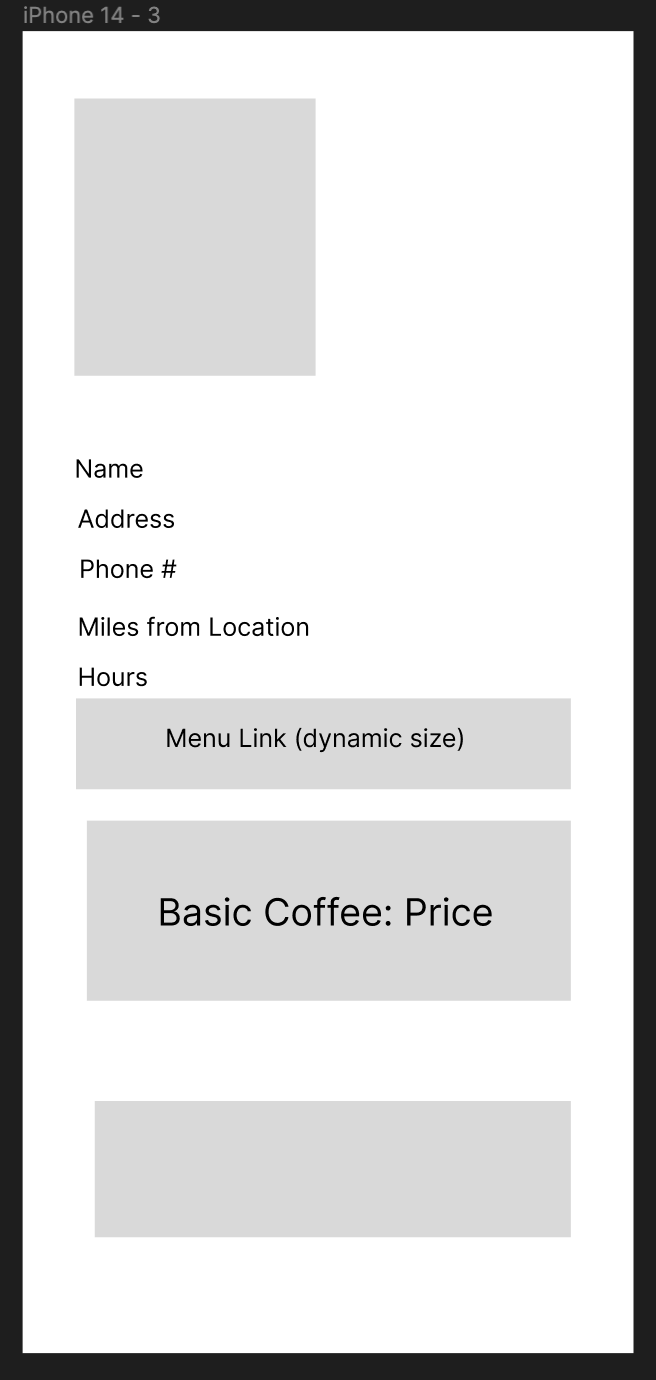 iPhone 14 - 3
Name
Address
Phone #
Miles from Location
Hours
Menu Link (dynamic size)
Basic Coffee: Price